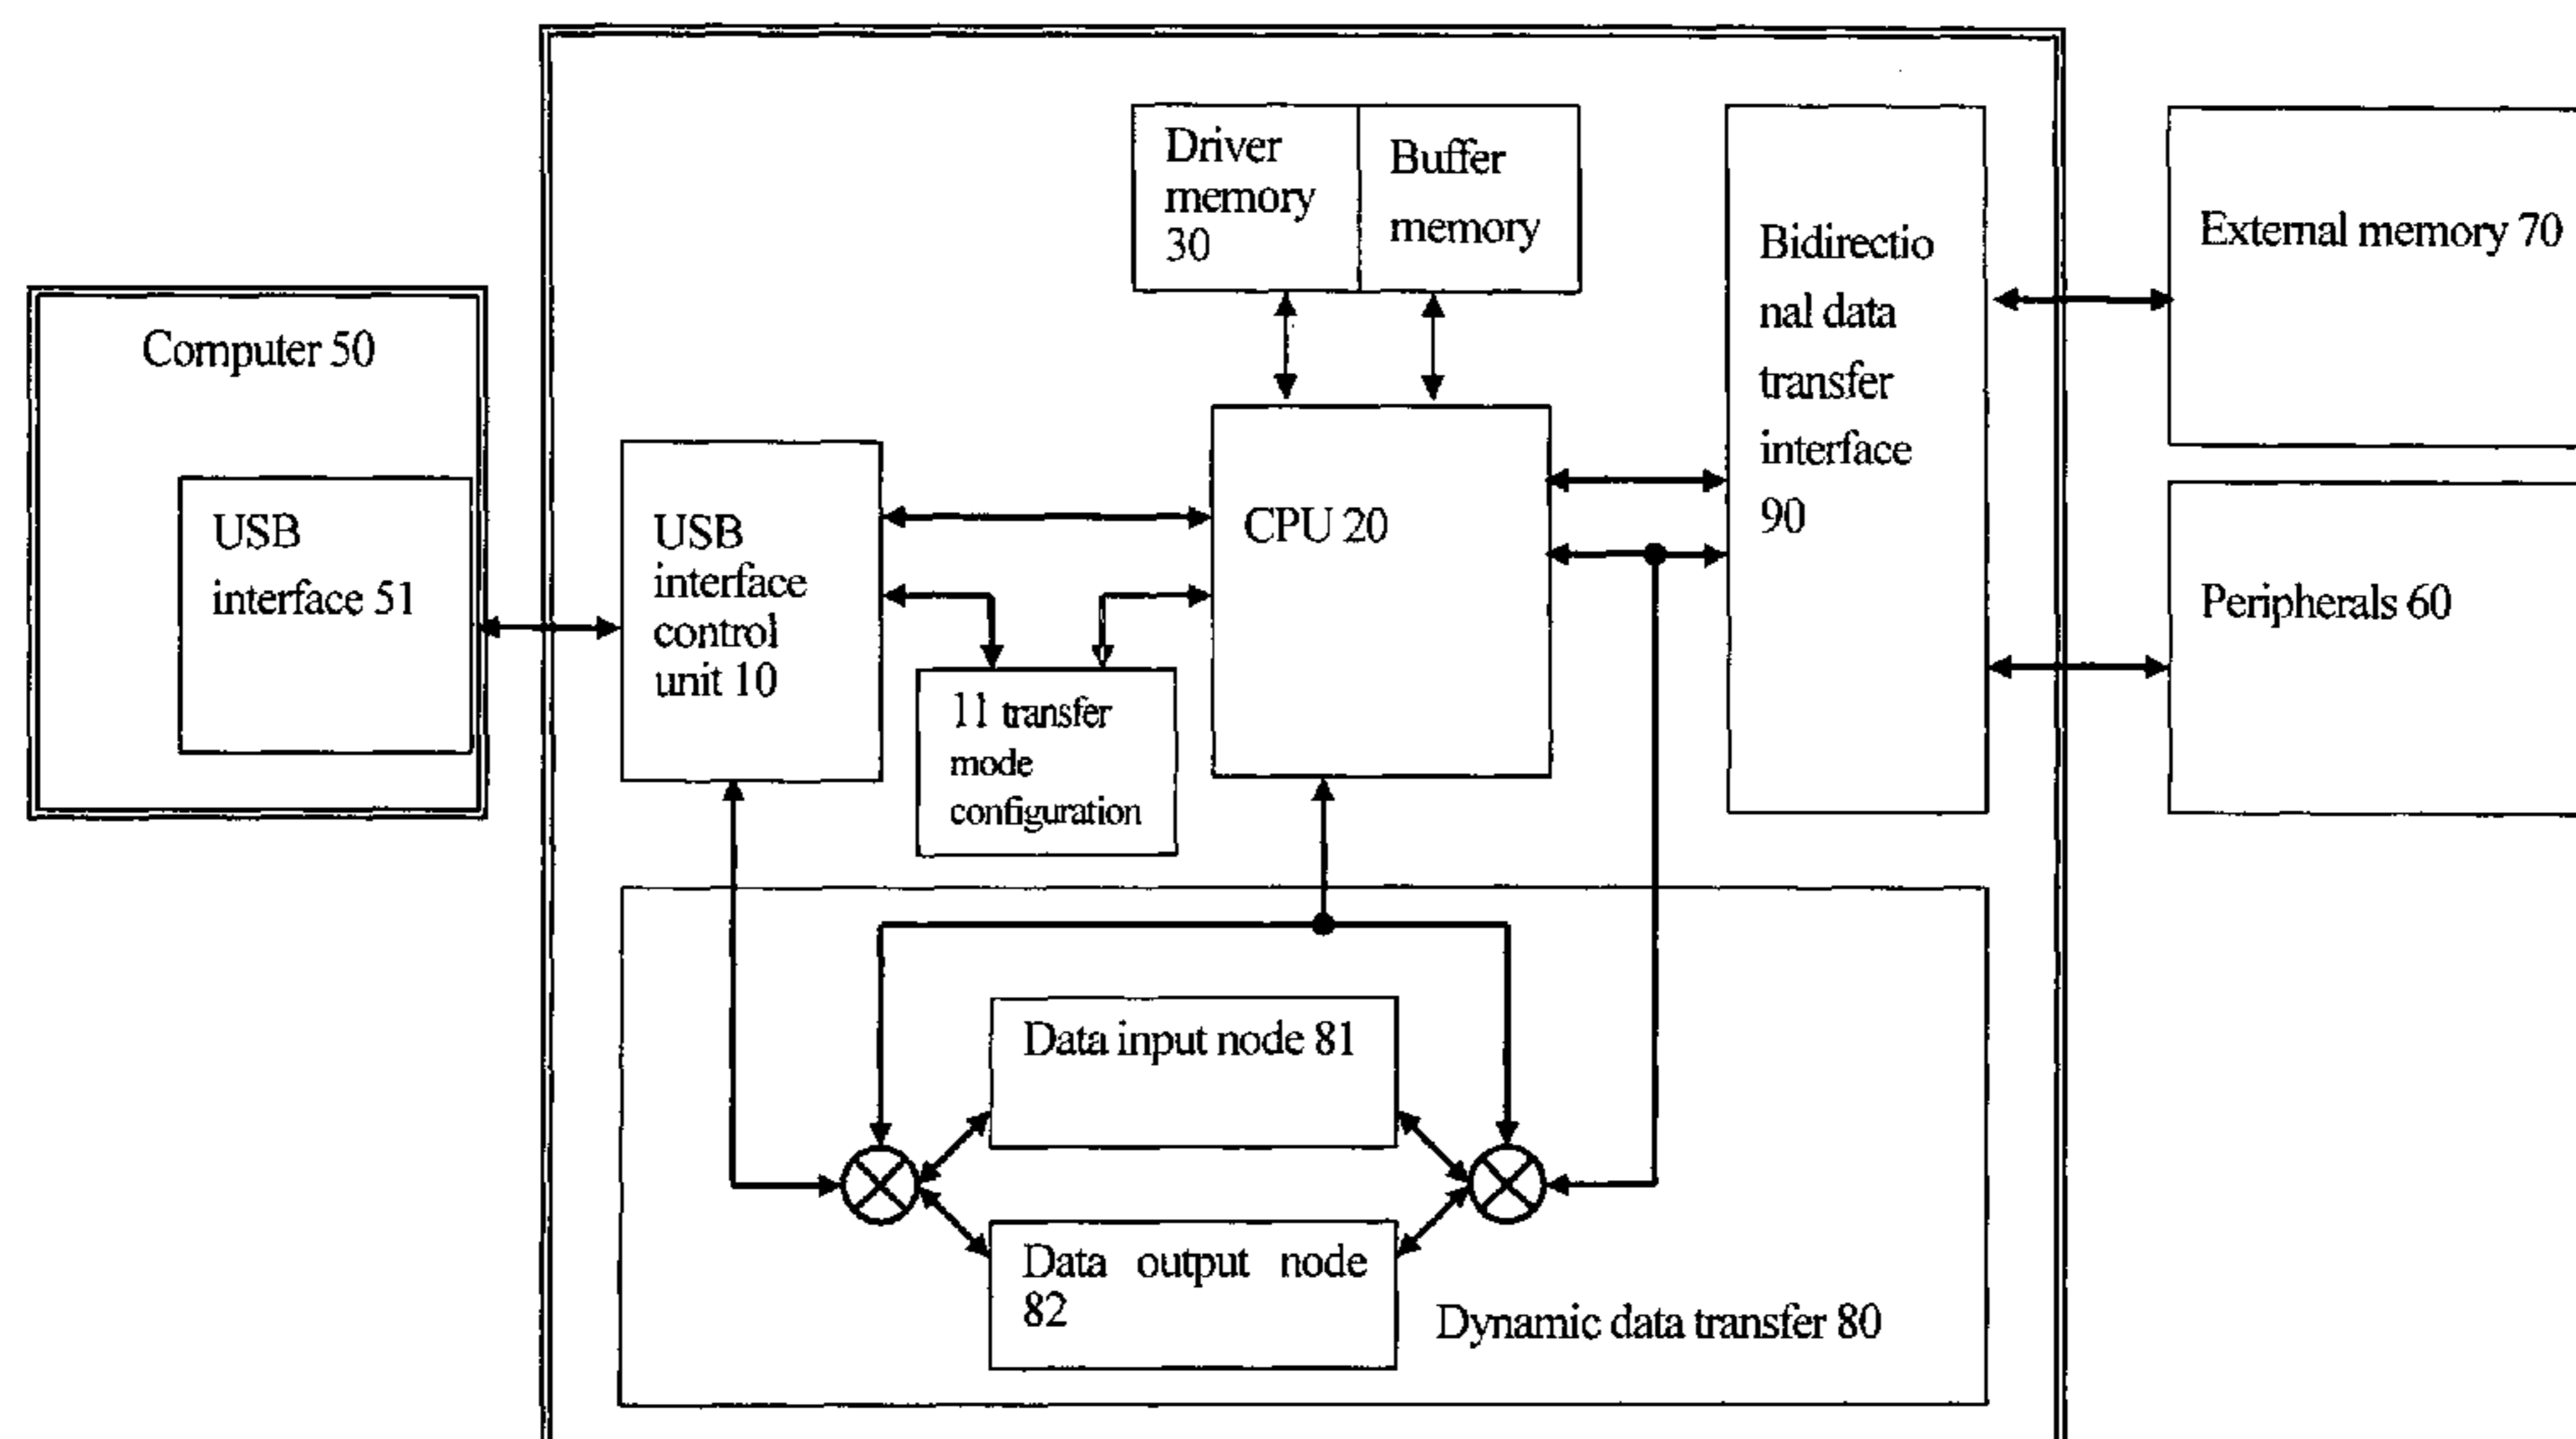 Computer 50
USB
interface 51
USB
interface
control
unit 10
11 transfer
mode
configuration
Driver
memory
30
Buffer
memory
CPU 20
Bidirectio
nal data
transfer
interface
90
External memory 70
Peripherals 60
Data input node 81
Data output node
82
Dynamic data transfer 80